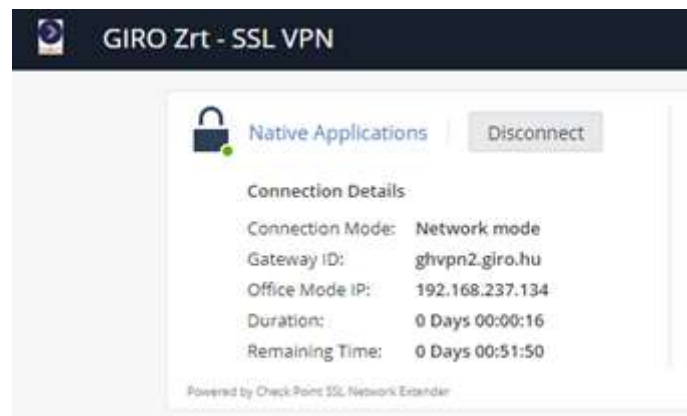 GIRO Zrt - SSL VPN
Native Applications Disconnect
Connection Details
Connection Mode: Network mode
Gateway ID: ghvpn2.giro.hu
Office Mode IP: 192.168.237.134
Duration: 0 Days 00:00:16
Remaining Time: 0 Days 00:51:50
Powered by Check Point SSL Network Extender